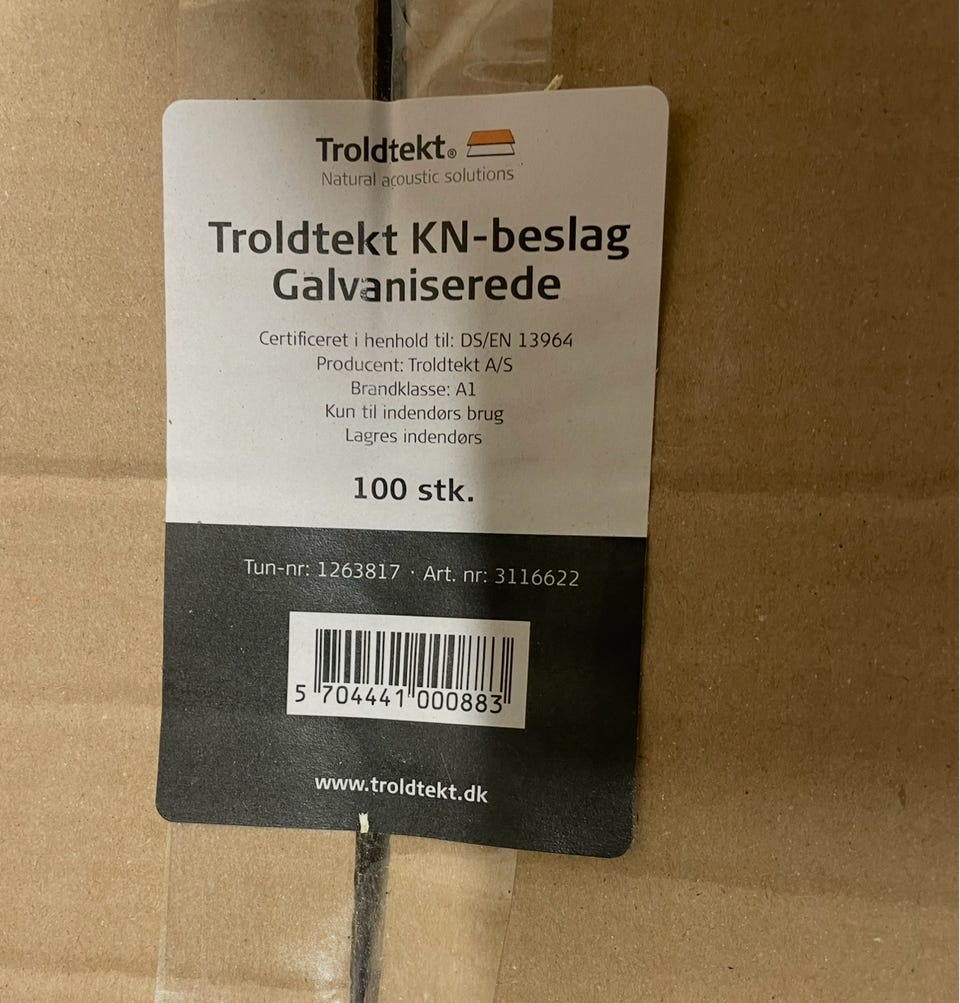 Troldtekt®
Natural acoustic solutions
Troldtekt KN-beslag
Galvaniserede
Certificeret i henhold til: DS/EN 13964
Producent: Troldtekt A/S
Brandklasse: A1
Kun til indendørs brug
Lagres indendørs
100 stk.
Tun-nr: 1263817 · Art. nr: 3116622
5 704441 000883
www.troldtekt.dk